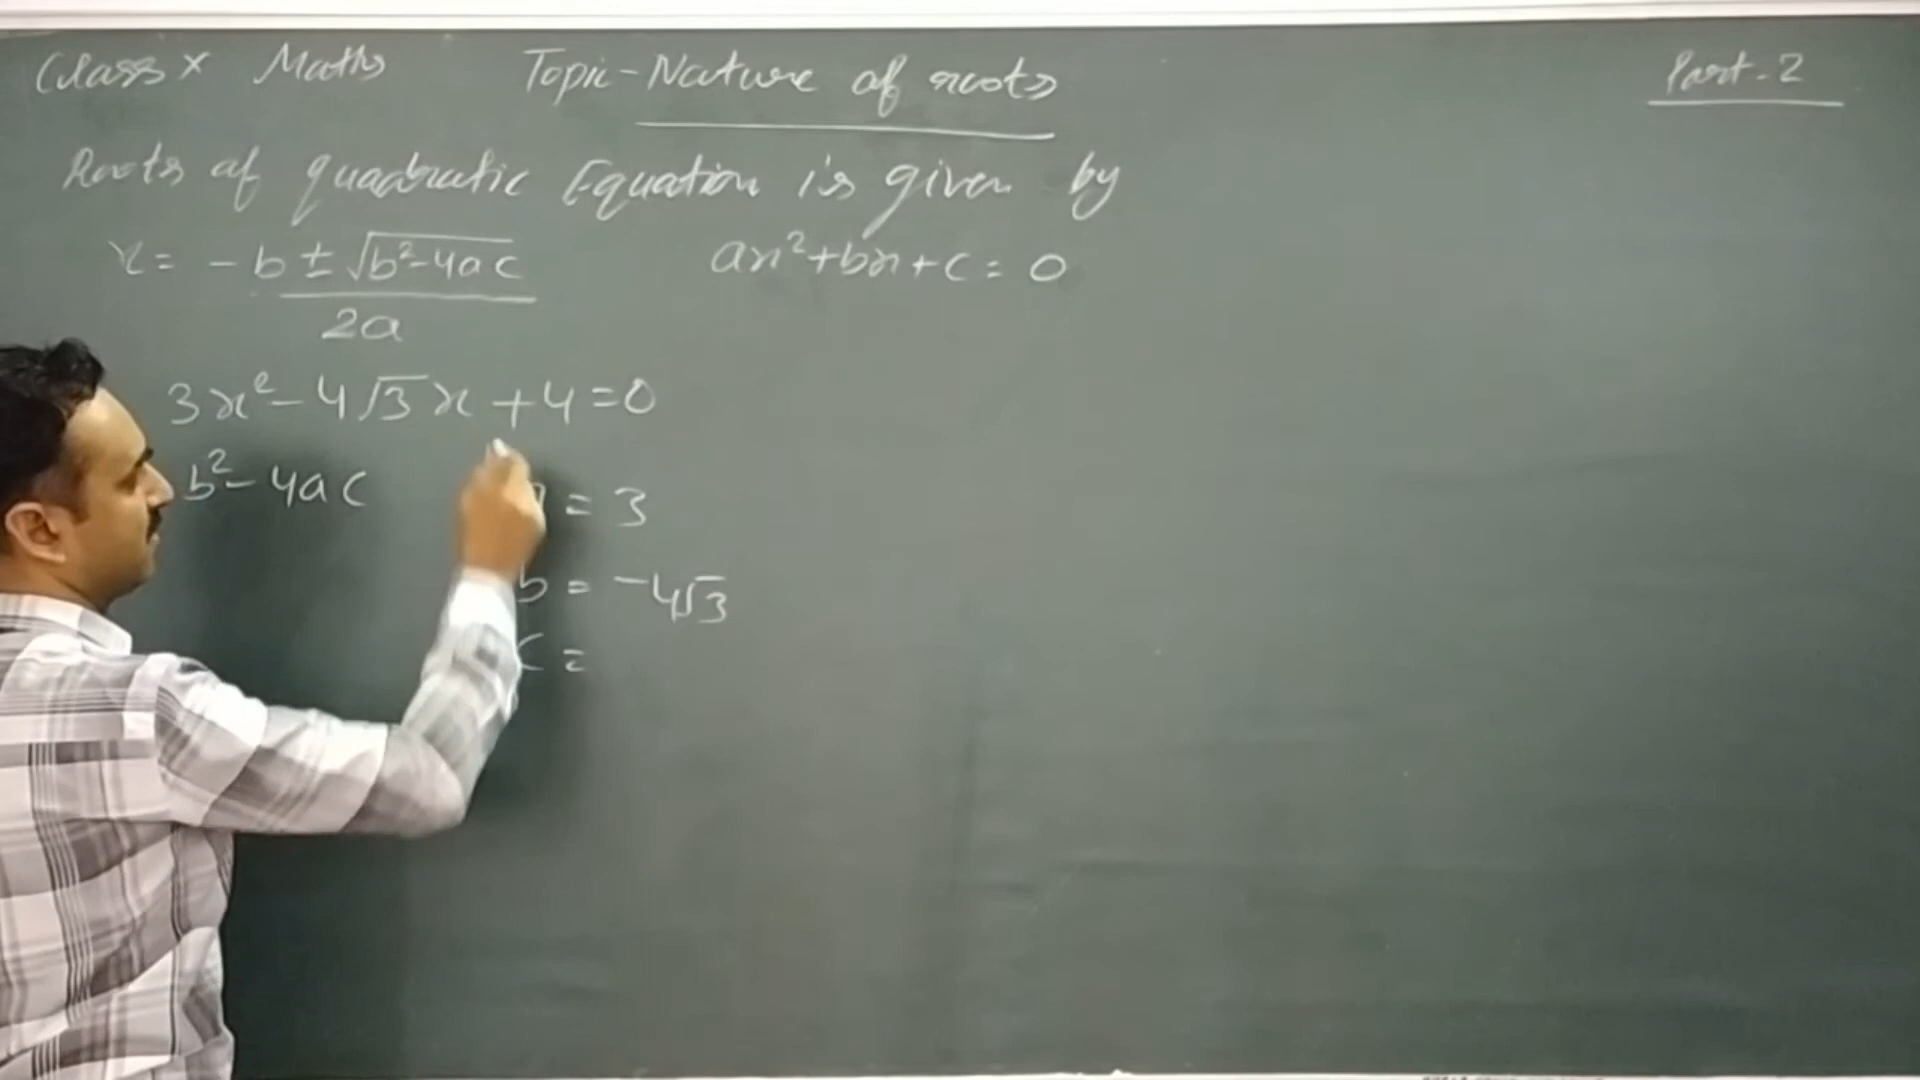 Class X Maths Topic-Nature of roots Part-2
Roots of quadratic Equation is given by
x = -b ± √b²-4ac ax²+bx+c=0
2a
3x²-4√3x+4=0
b²-4ac = 3
b = -4√3
c =